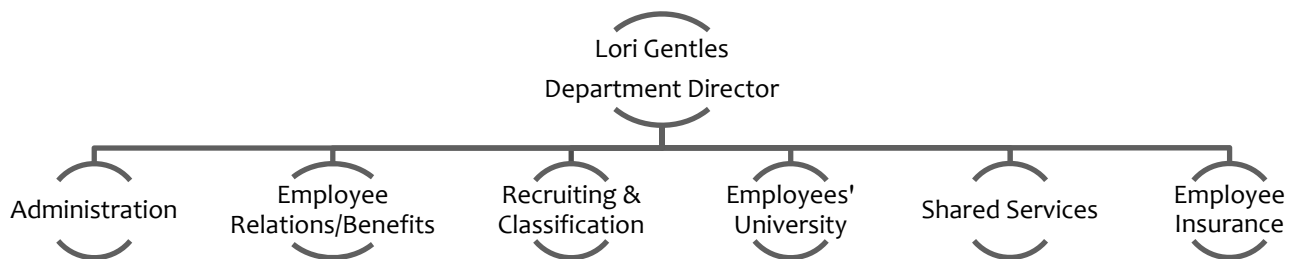 Lori Gentles
Department Director
Administration
Employee
Relations/Benefits
Recruiting &
Classification
Employees'
University
Shared Services
Employee
Insurance